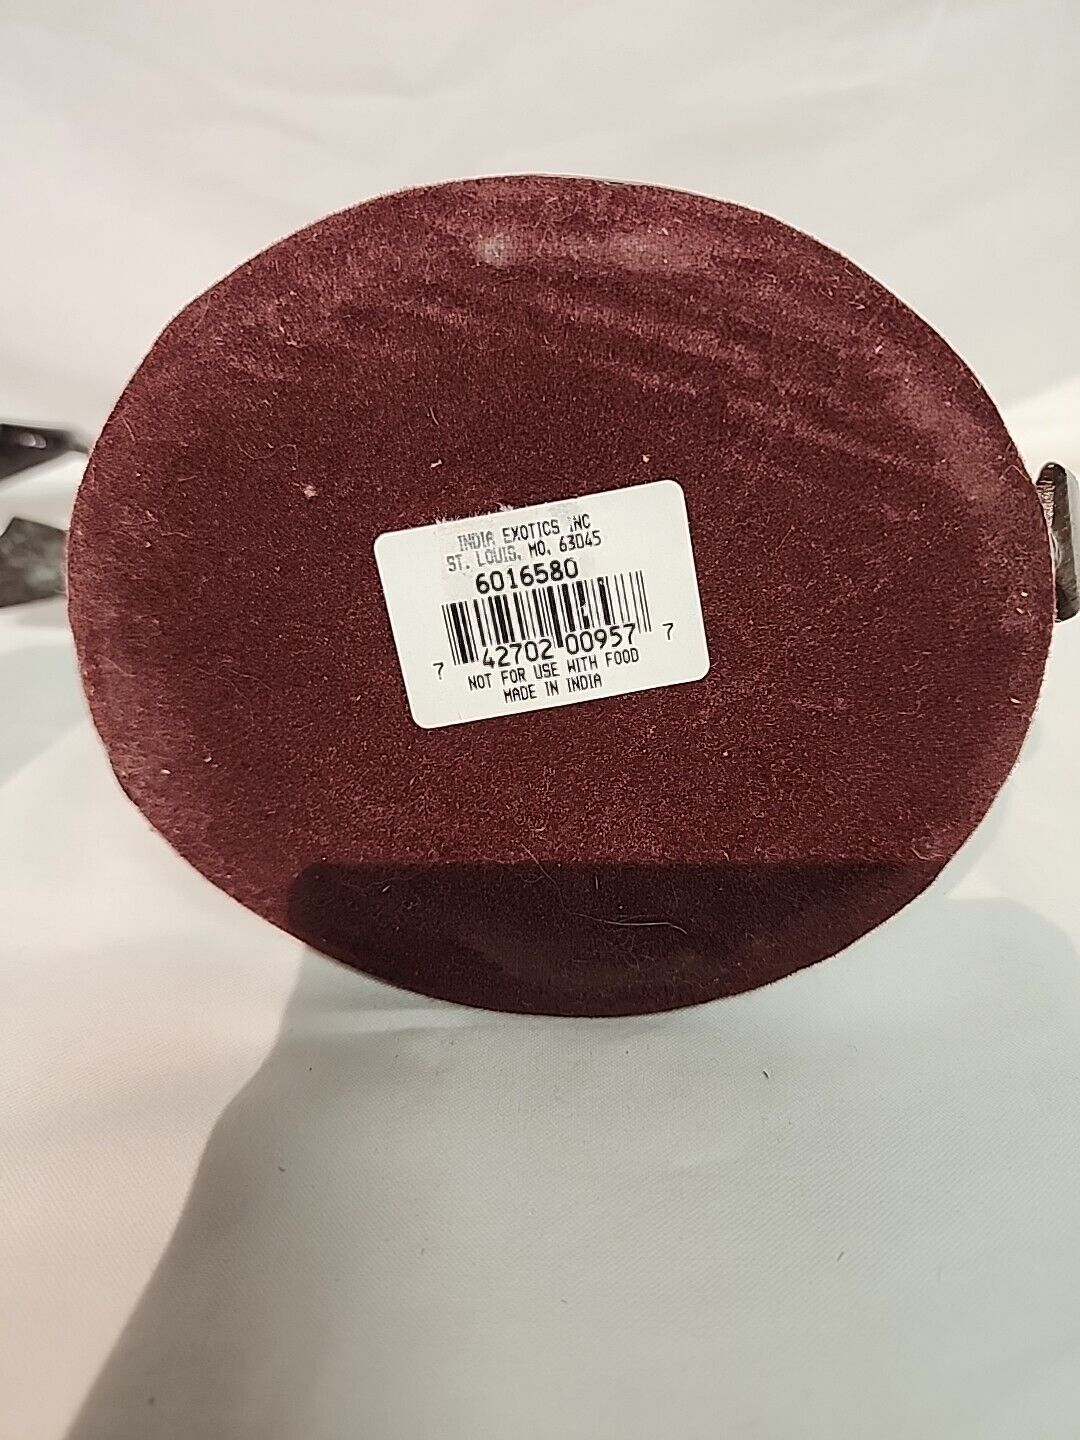 INDIA EXOTICS INC
ST. LOUIS, MO. 63045
6016580
7 42702 00957 7
NOT FOR USE WITH FOOD
MADE IN INDIA